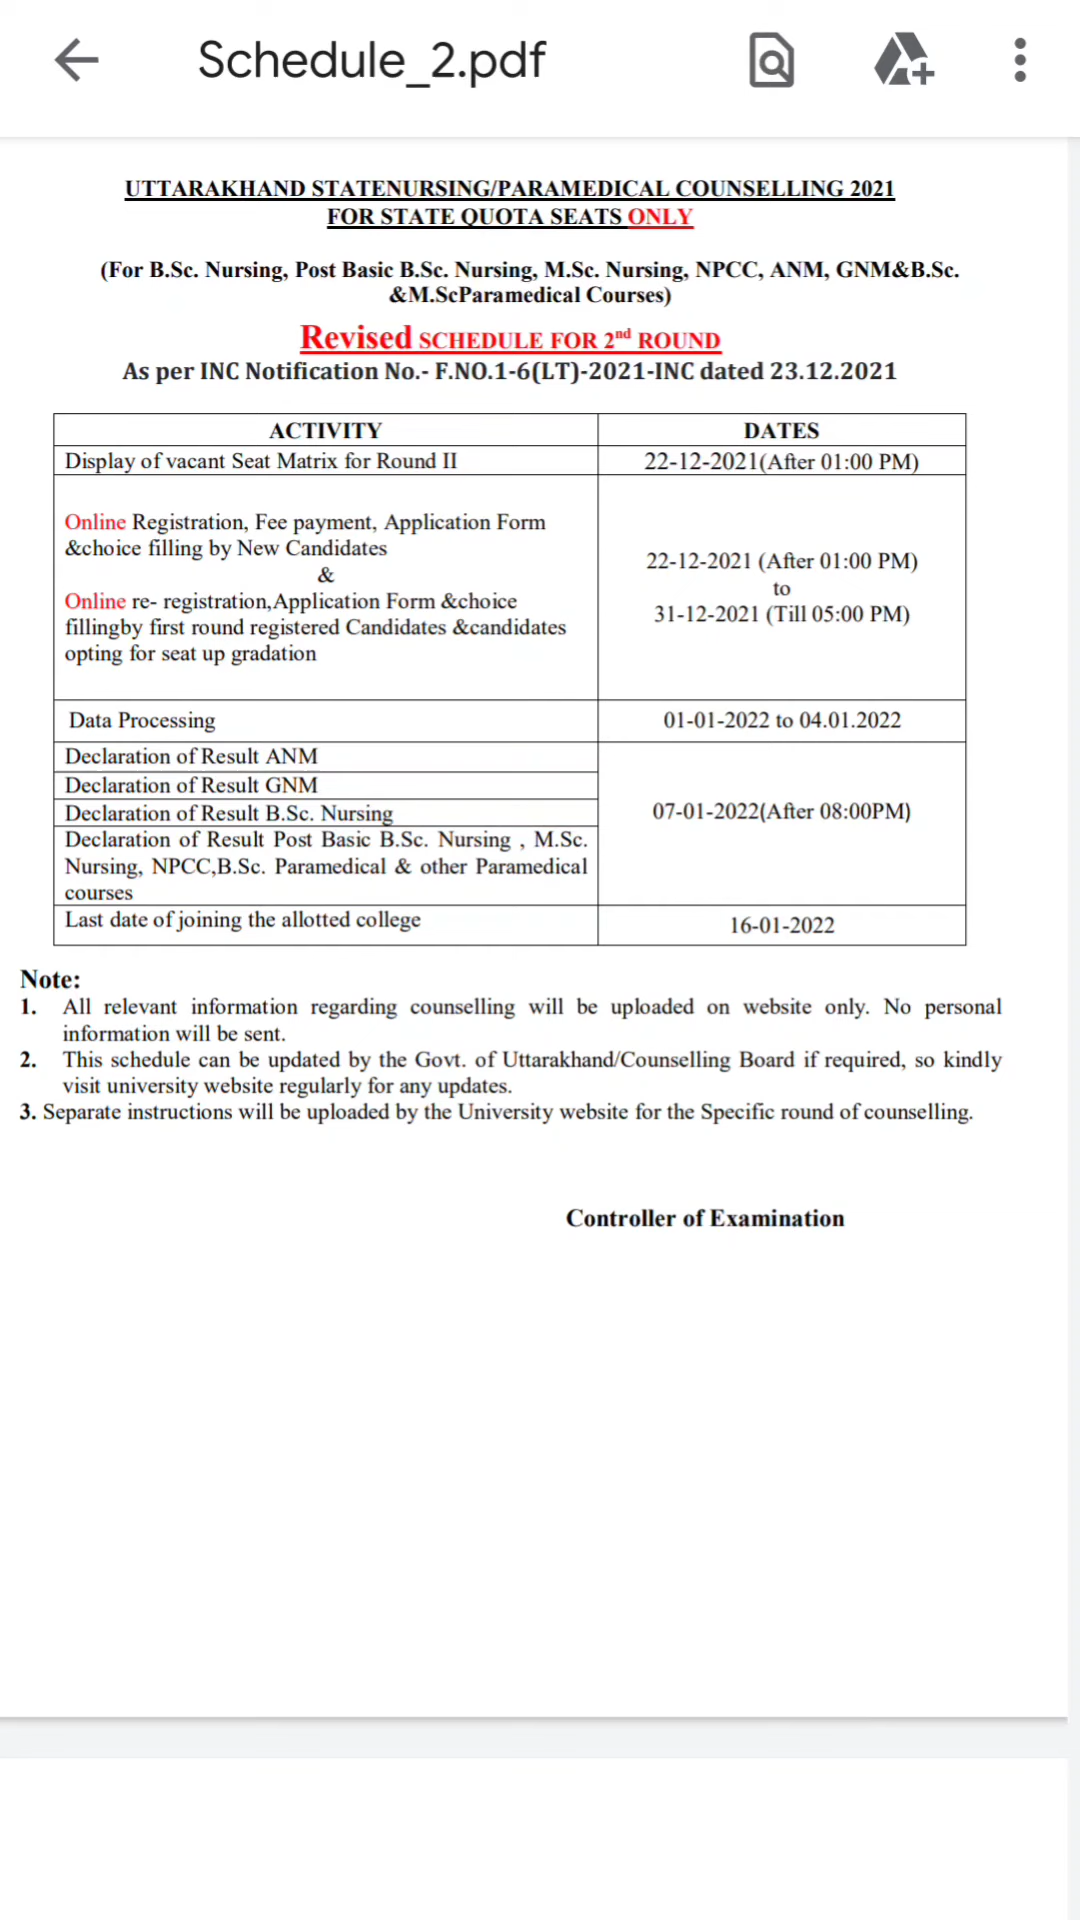 Schedule_2.pdf
UTTARAKHAND STATENURSING/PARAMEDICAL COUNSELLING 2021
FOR STATE QUOTA SEATS ONLY
(For B.Sc. Nursing, Post Basic B.Sc. Nursing, M.Sc. Nursing, NPCC, ANM, GNM&B.Sc.
&M.ScParamedical Courses)
Revised SCHEDULE FOR 2nd ROUND
As per INC Notification No.- F.NO.1-6(LT)-2021-INC dated 23.12.2021
ACTIVITY DATES
Display of vacant Seat Matrix for Round II 22-12-2021(After 01:00 PM)
Online Registration, Fee payment, Application Form
&choice filling by New Candidates
&
Online re- registration,Application Form &choice
fillingby first round registered Candidates &candidates
opting for seat up gradation
22-12-2021 (After 01:00 PM)
to
31-12-2021 (Till 05:00 PM)
Data Processing 01-01-2022 to 04.01.2022
Declaration of Result ANM
Declaration of Result GNM
Declaration of Result B.Sc. Nursing
Declaration of Result Post Basic B.Sc. Nursing , M.Sc.
Nursing, NPCC,B.Sc. Paramedical & other Paramedical
courses
07-01-2022(After 08:00PM)
Last date of joining the allotted college 16-01-2022
Note:
1. All relevant information regarding counselling will be uploaded on website only. No personal
information will be sent.
2. This schedule can be updated by the Govt. of Uttarakhand/Counselling Board if required, so kindly
visit university website regularly for any updates.
3. Separate instructions will be uploaded by the University website for the Specific round of counselling.
Controller of Examination